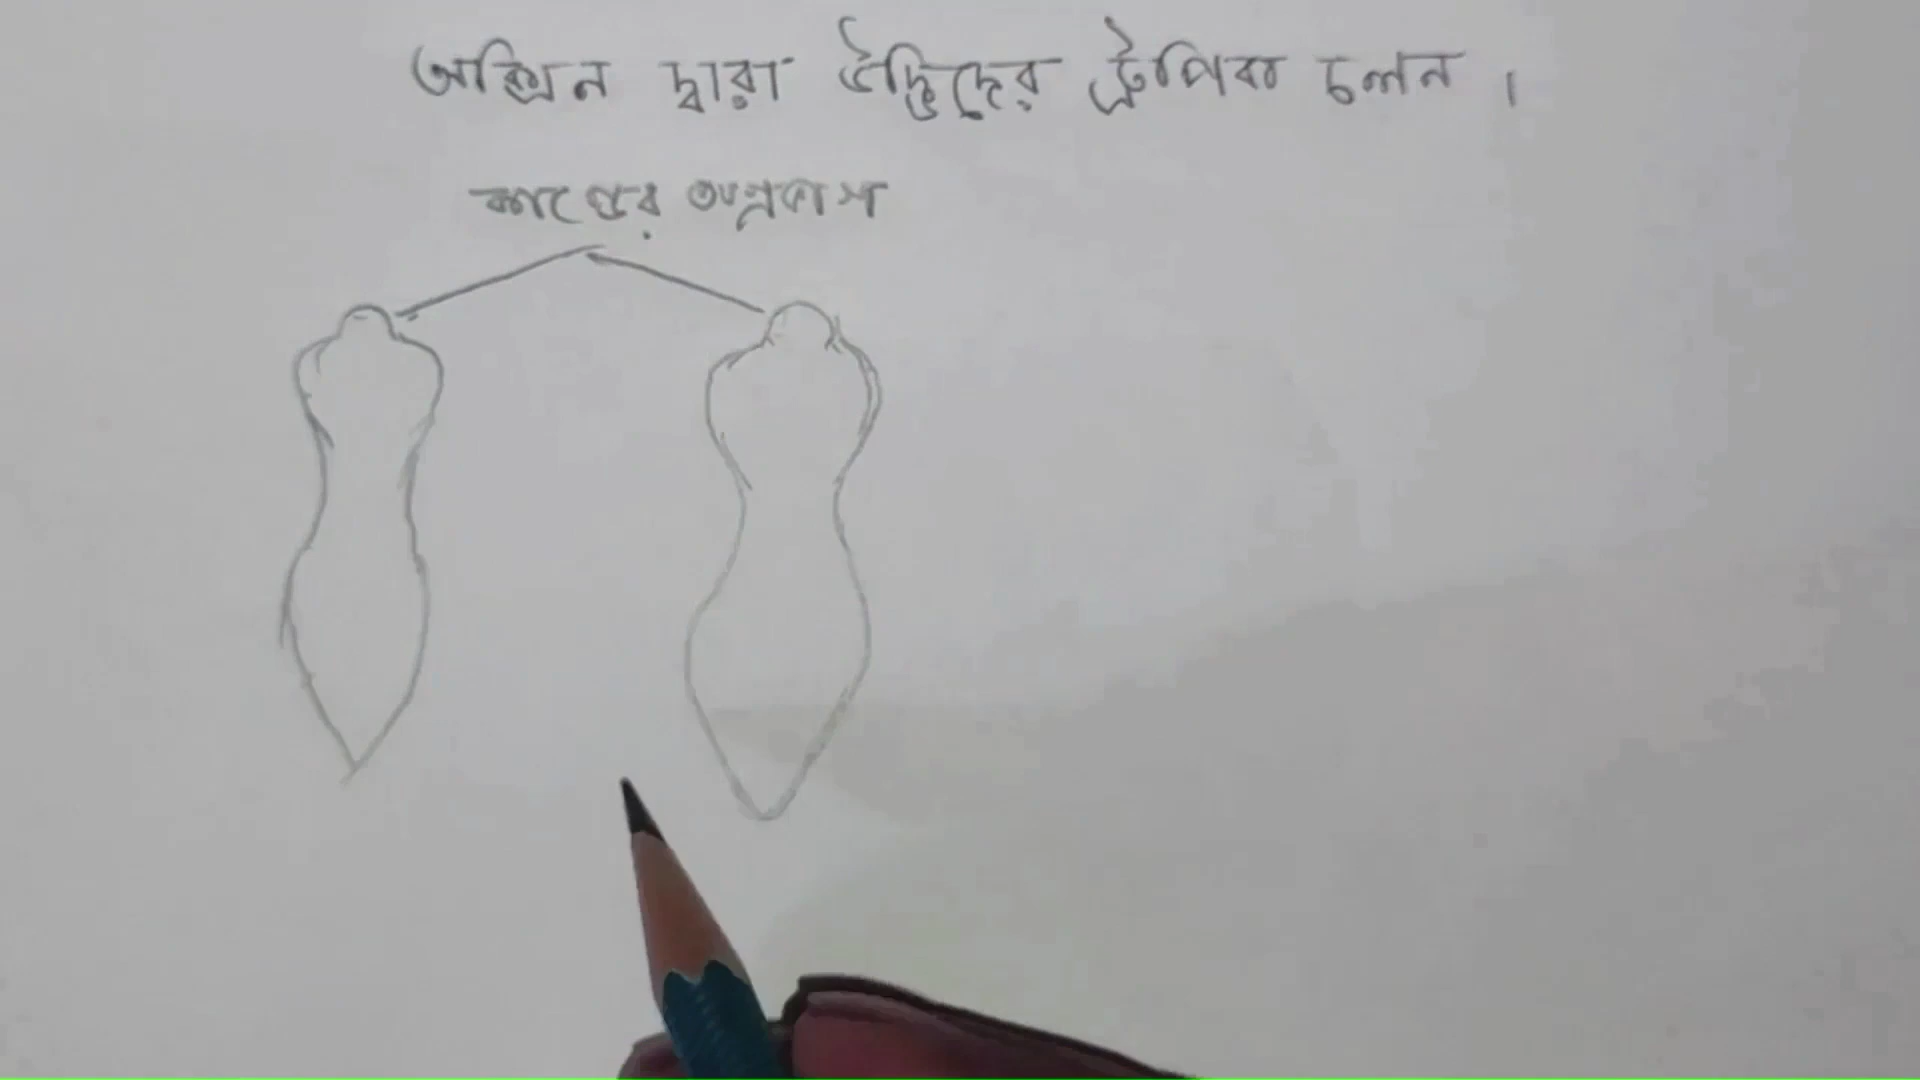 অক্সিন দ্বারা উদ্ভিদের ট্রপিক চলন ।
কাণ্ডের অগ্রভাগ